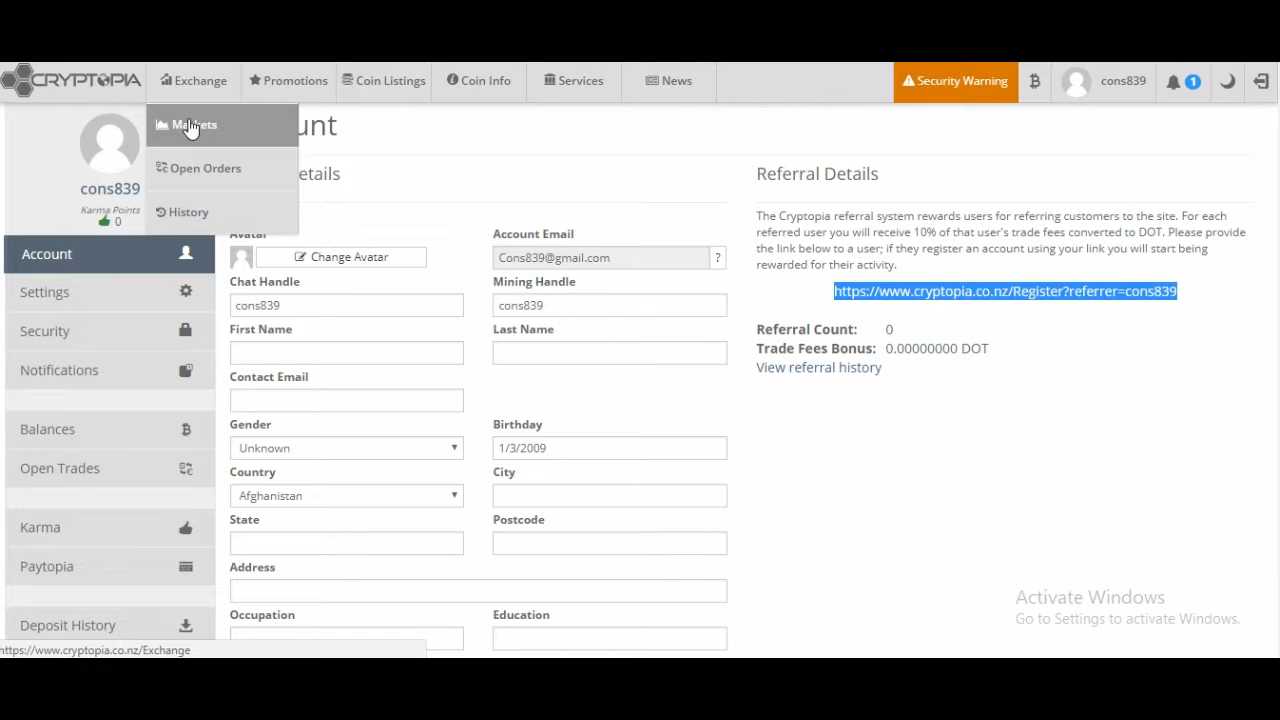 CRYPTOPIA
Exchange
Promotions
Coin Listings
Coin Info
Services
News
Security Warning
cons839
1
Markets
Open Orders
History
cons839
Karma Points
0
Account
Settings
Security
Notifications
Balances
Open Trades
Karma
Paytopia
Deposit History
unt
etails
Avatar
Change Avatar
Account Email
Cons839@gmail.com
?
Chat Handle
cons839
Mining Handle
cons839
First Name
Last Name
Contact Email
Gender
Unknown
Birthday
1/3/2009
Country
Afghanistan
City
State
Postcode
Address
Occupation
Education
Referral Details
The Cryptopia referral system rewards users for referring customers to the site. For each
referred user you will receive 10% of that user's trade fees converted to DOT. Please provide
the link below to a user; if they register an account using your link you will start being
rewarded for their activity.
https://www.cryptopia.co.nz/Register?referrer=cons839
Referral Count: 0
Trade Fees Bonus: 0.00000000 DOT
View referral history
Activate Windows
Go to Settings to activate Windows.
https://www.cryptopia.co.nz/Exchange